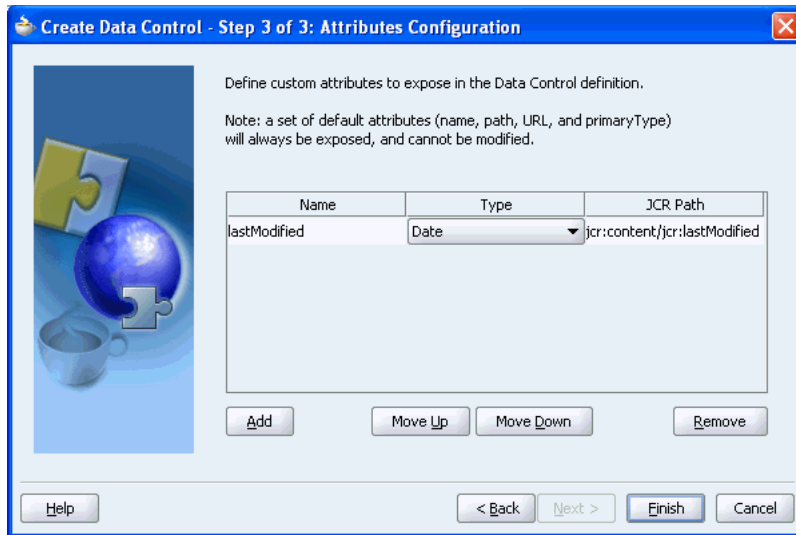 Create Data Control - Step 3 of 3: Attributes Configuration
Define custom attributes to expose in the Data Control definition.
Note: a set of default attributes (name, path, URL, and primaryType)
will always be exposed, and cannot be modified.
Name Type JCR Path
lastModified Date jcr:content/jcr:lastModified
Add Move Up Move Down Remove
Help < Back Next > Finish Cancel